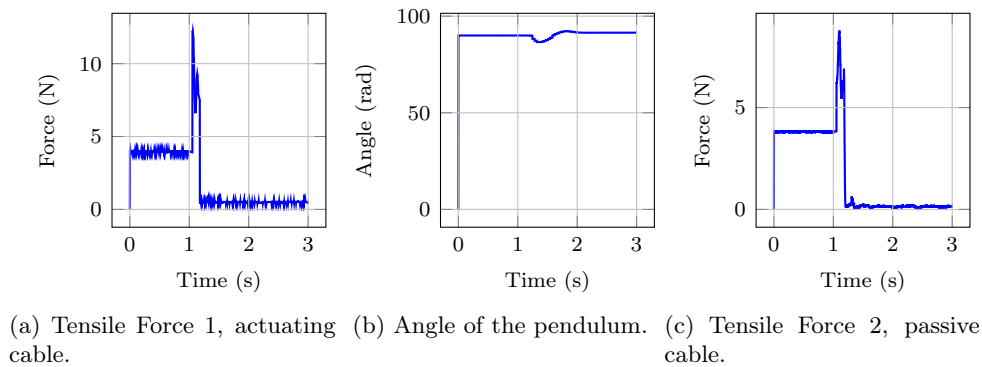 10
5
0
Force (N)
0 1 2 3
Time (s)
(a) Tensile Force 1, actuating
cable.
100
50
0
Angle (rad)
0 1 2 3
Time (s)
(b) Angle of the pendulum.
5
0
Force (N)
0 1 2 3
Time (s)
(c) Tensile Force 2, passive
cable.